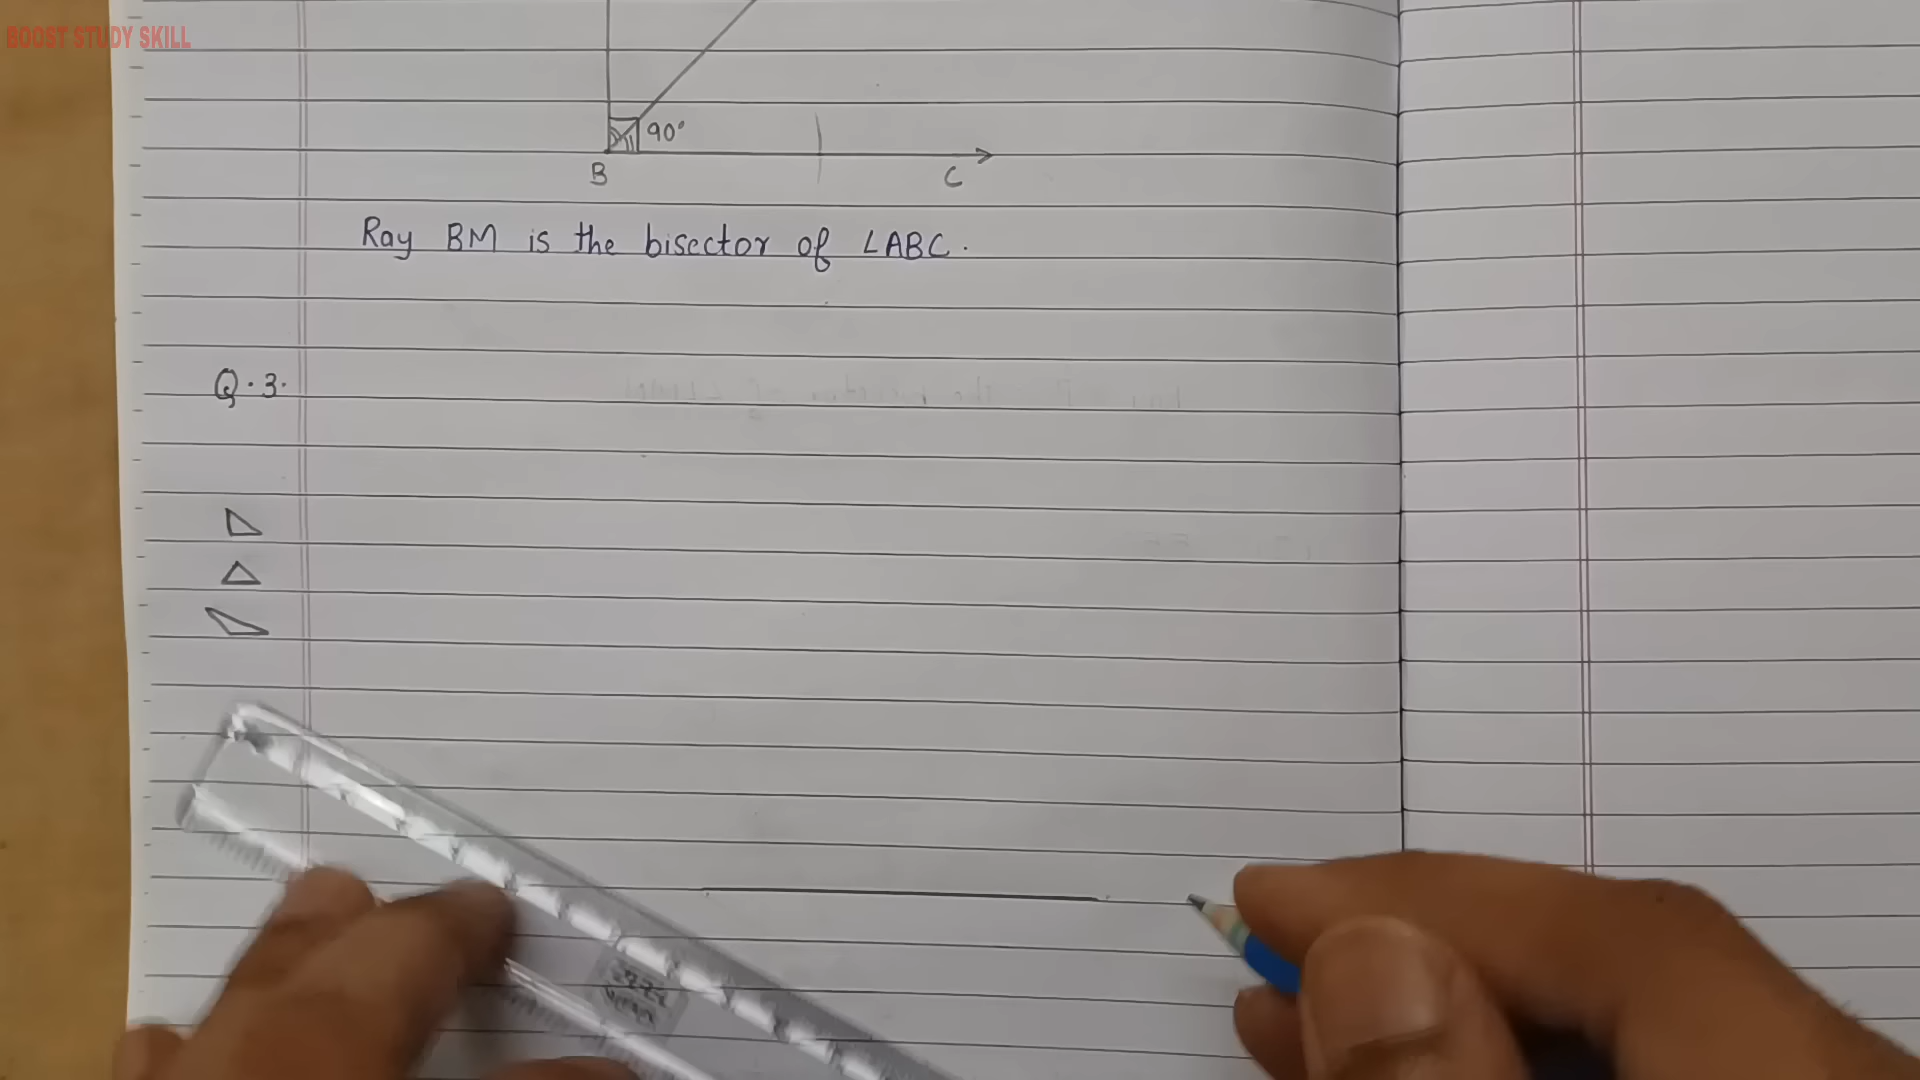 BOOST STUDY SKILL
90°
B C
Ray BM is the bisector of ∠ABC.
Q.3.